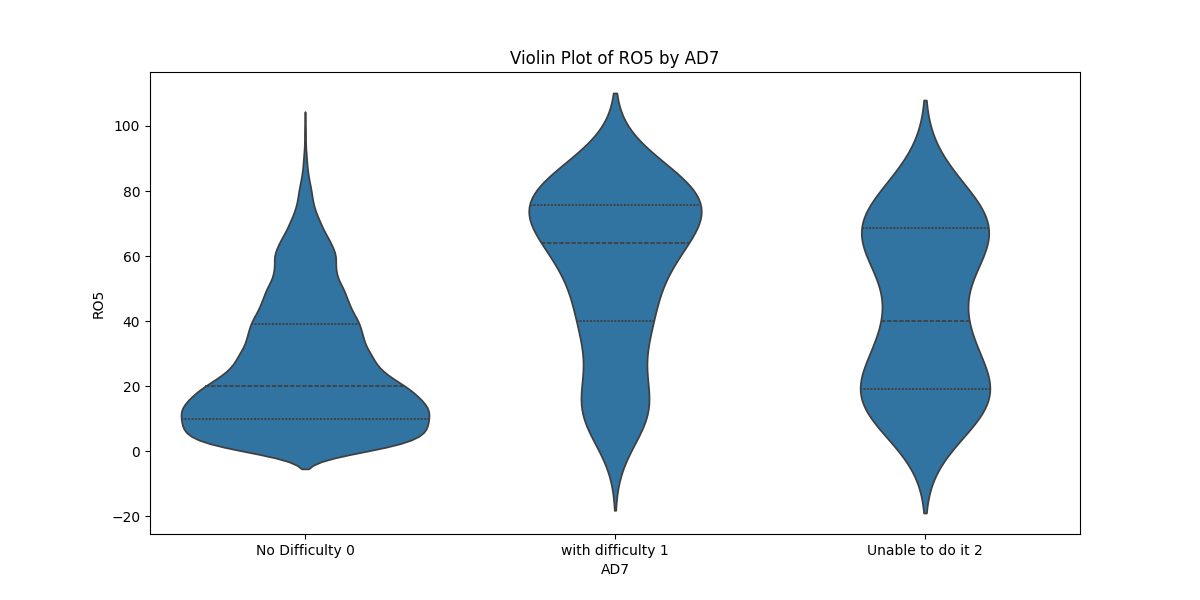 Violin Plot of RO5 by AD7
100
80
60
40
20
0
−20
RO5
No Difficulty 0
with difficulty 1
Unable to do it 2
AD7